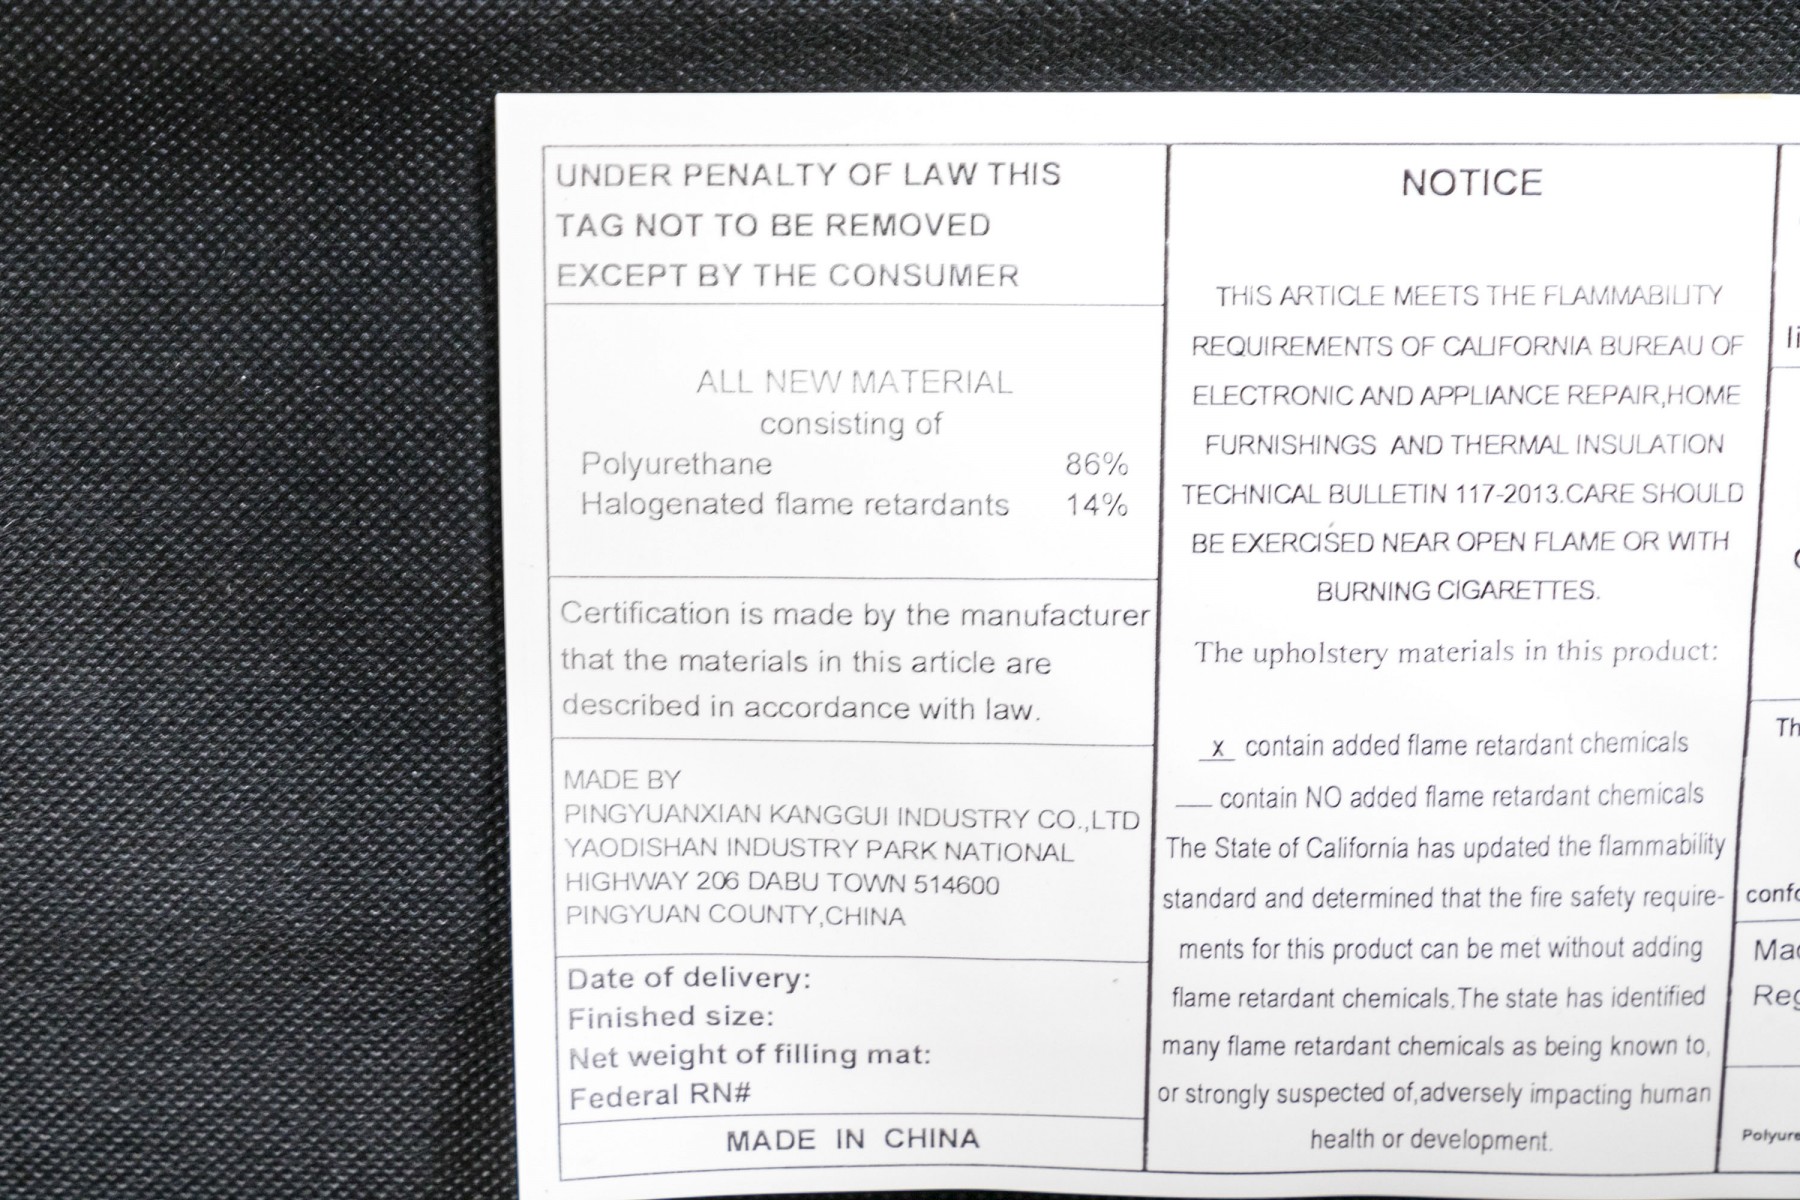 UNDER PENALTY OF LAW THIS
TAG NOT TO BE REMOVED
EXCEPT BY THE CONSUMER
ALL NEW MATERIAL
consisting of
Polyurethane 86%
Halogenated flame retardants 14%
Certification is made by the manufacturer
that the materials in this article are
described in accordance with law.
MADE BY
PINGYUANXIAN KANGGUI INDUSTRY CO.,LTD
YAODISHAN INDUSTRY PARK NATIONAL
HIGHWAY 206 DABU TOWN 514600
PINGYUAN COUNTY,CHINA
Date of delivery:
Finished size:
Net weight of filling mat:
Federal RN#
MADE IN CHINA
NOTICE
THIS ARTICLE MEETS THE FLAMMABILITY
REQUIREMENTS OF CALIFORNIA BUREAU OF
ELECTRONIC AND APPLIANCE REPAIR,HOME
FURNISHINGS AND THERMAL INSULATION
TECHNICAL BULLETIN 117-2013.CARE SHOULD
BE EXERCISED NEAR OPEN FLAME OR WITH
BURNING CIGARETTES.
The upholstery materials in this product:
x contain added flame retardant chemicals
__ contain NO added flame retardant chemicals
The State of California has updated the flammability
standard and determined that the fire safety require-
ments for this product can be met without adding
flame retardant chemicals.The state has identified
many flame retardant chemicals as being known to,
or strongly suspected of,adversely impacting human
health or development.
li
Th
confo
Mad
Reg
Polyure